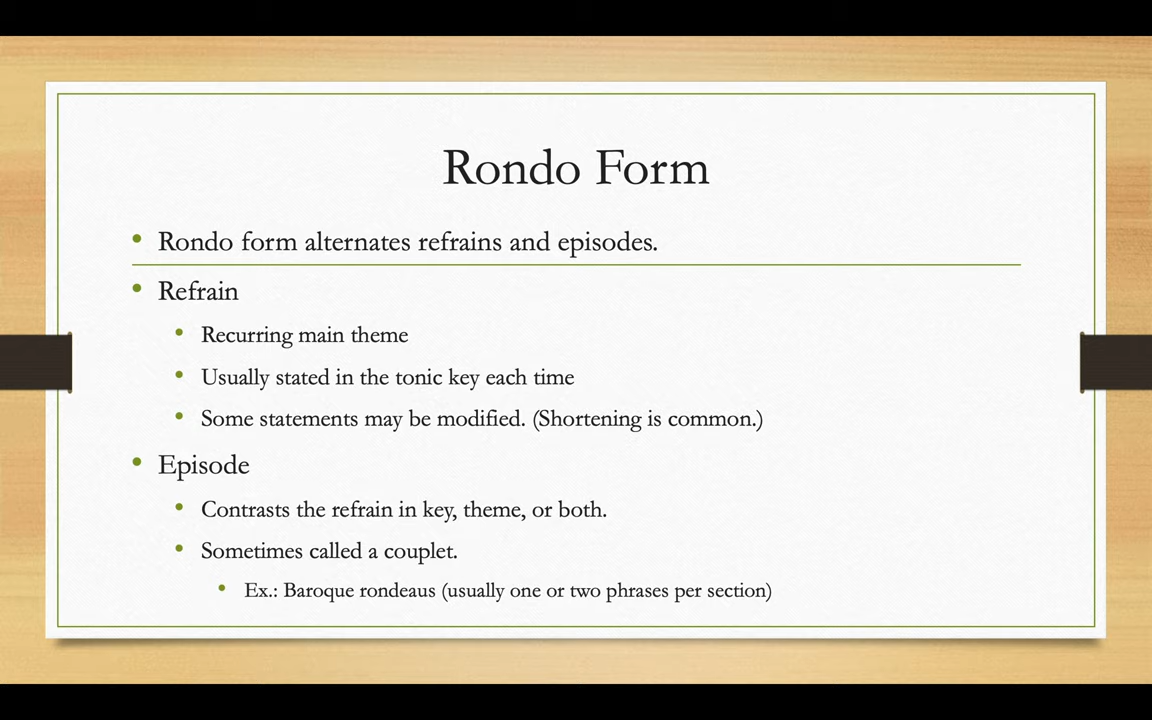 Rondo Form
• Rondo form alternates refrains and episodes.
• Refrain
• Recurring main theme
• Usually stated in the tonic key each time
• Some statements may be modified. (Shortening is common.)
• Episode
• Contrasts the refrain in key, theme, or both.
• Sometimes called a couplet.
• Ex.: Baroque rondeaus (usually one or two phrases per section)